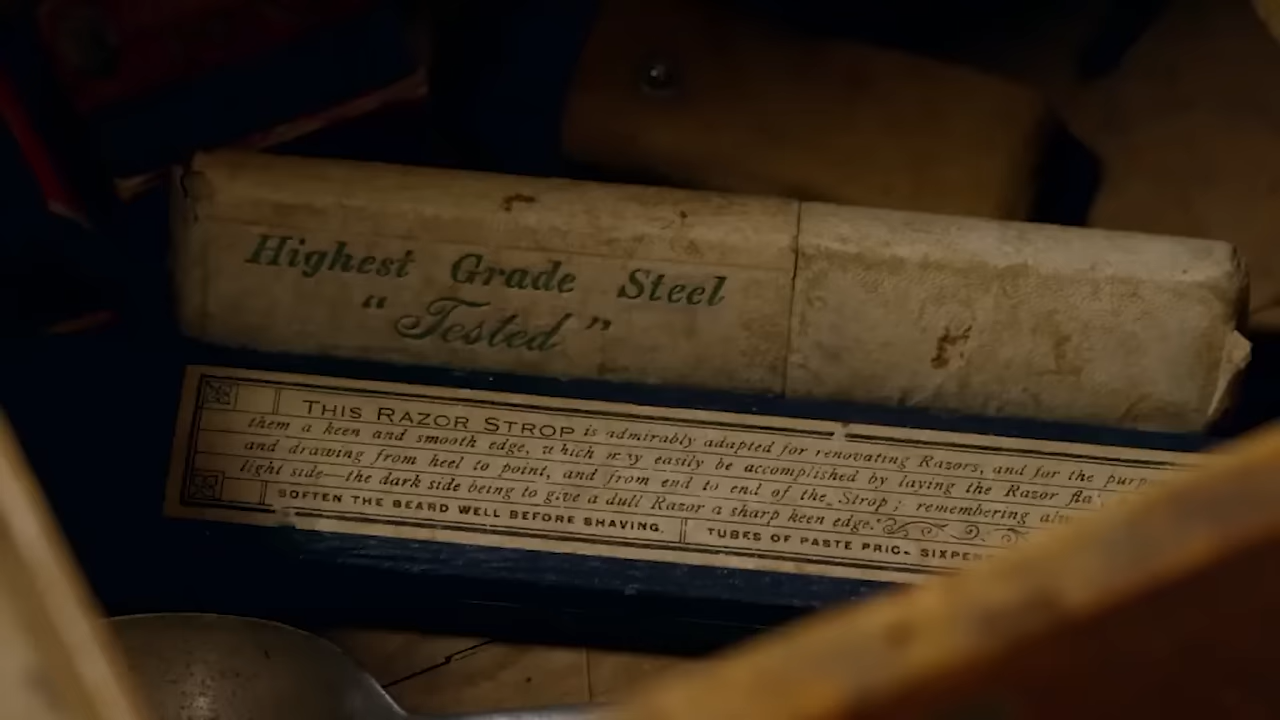 Highest Grade Steel
"Tested"
THIS RAZOR STROP is admirably adapted for renovating Razors, and for the
them a keen and smooth edge, which may easily be accomplished by laying the Razor
and drawing from heel to point, and from end to end of the Strop; remembering
light side—the dark side being to give a dull Razor a sharp keen edge.
SOFTEN THE BEARD WELL BEFORE SHAVING. TUBES OF PASTE